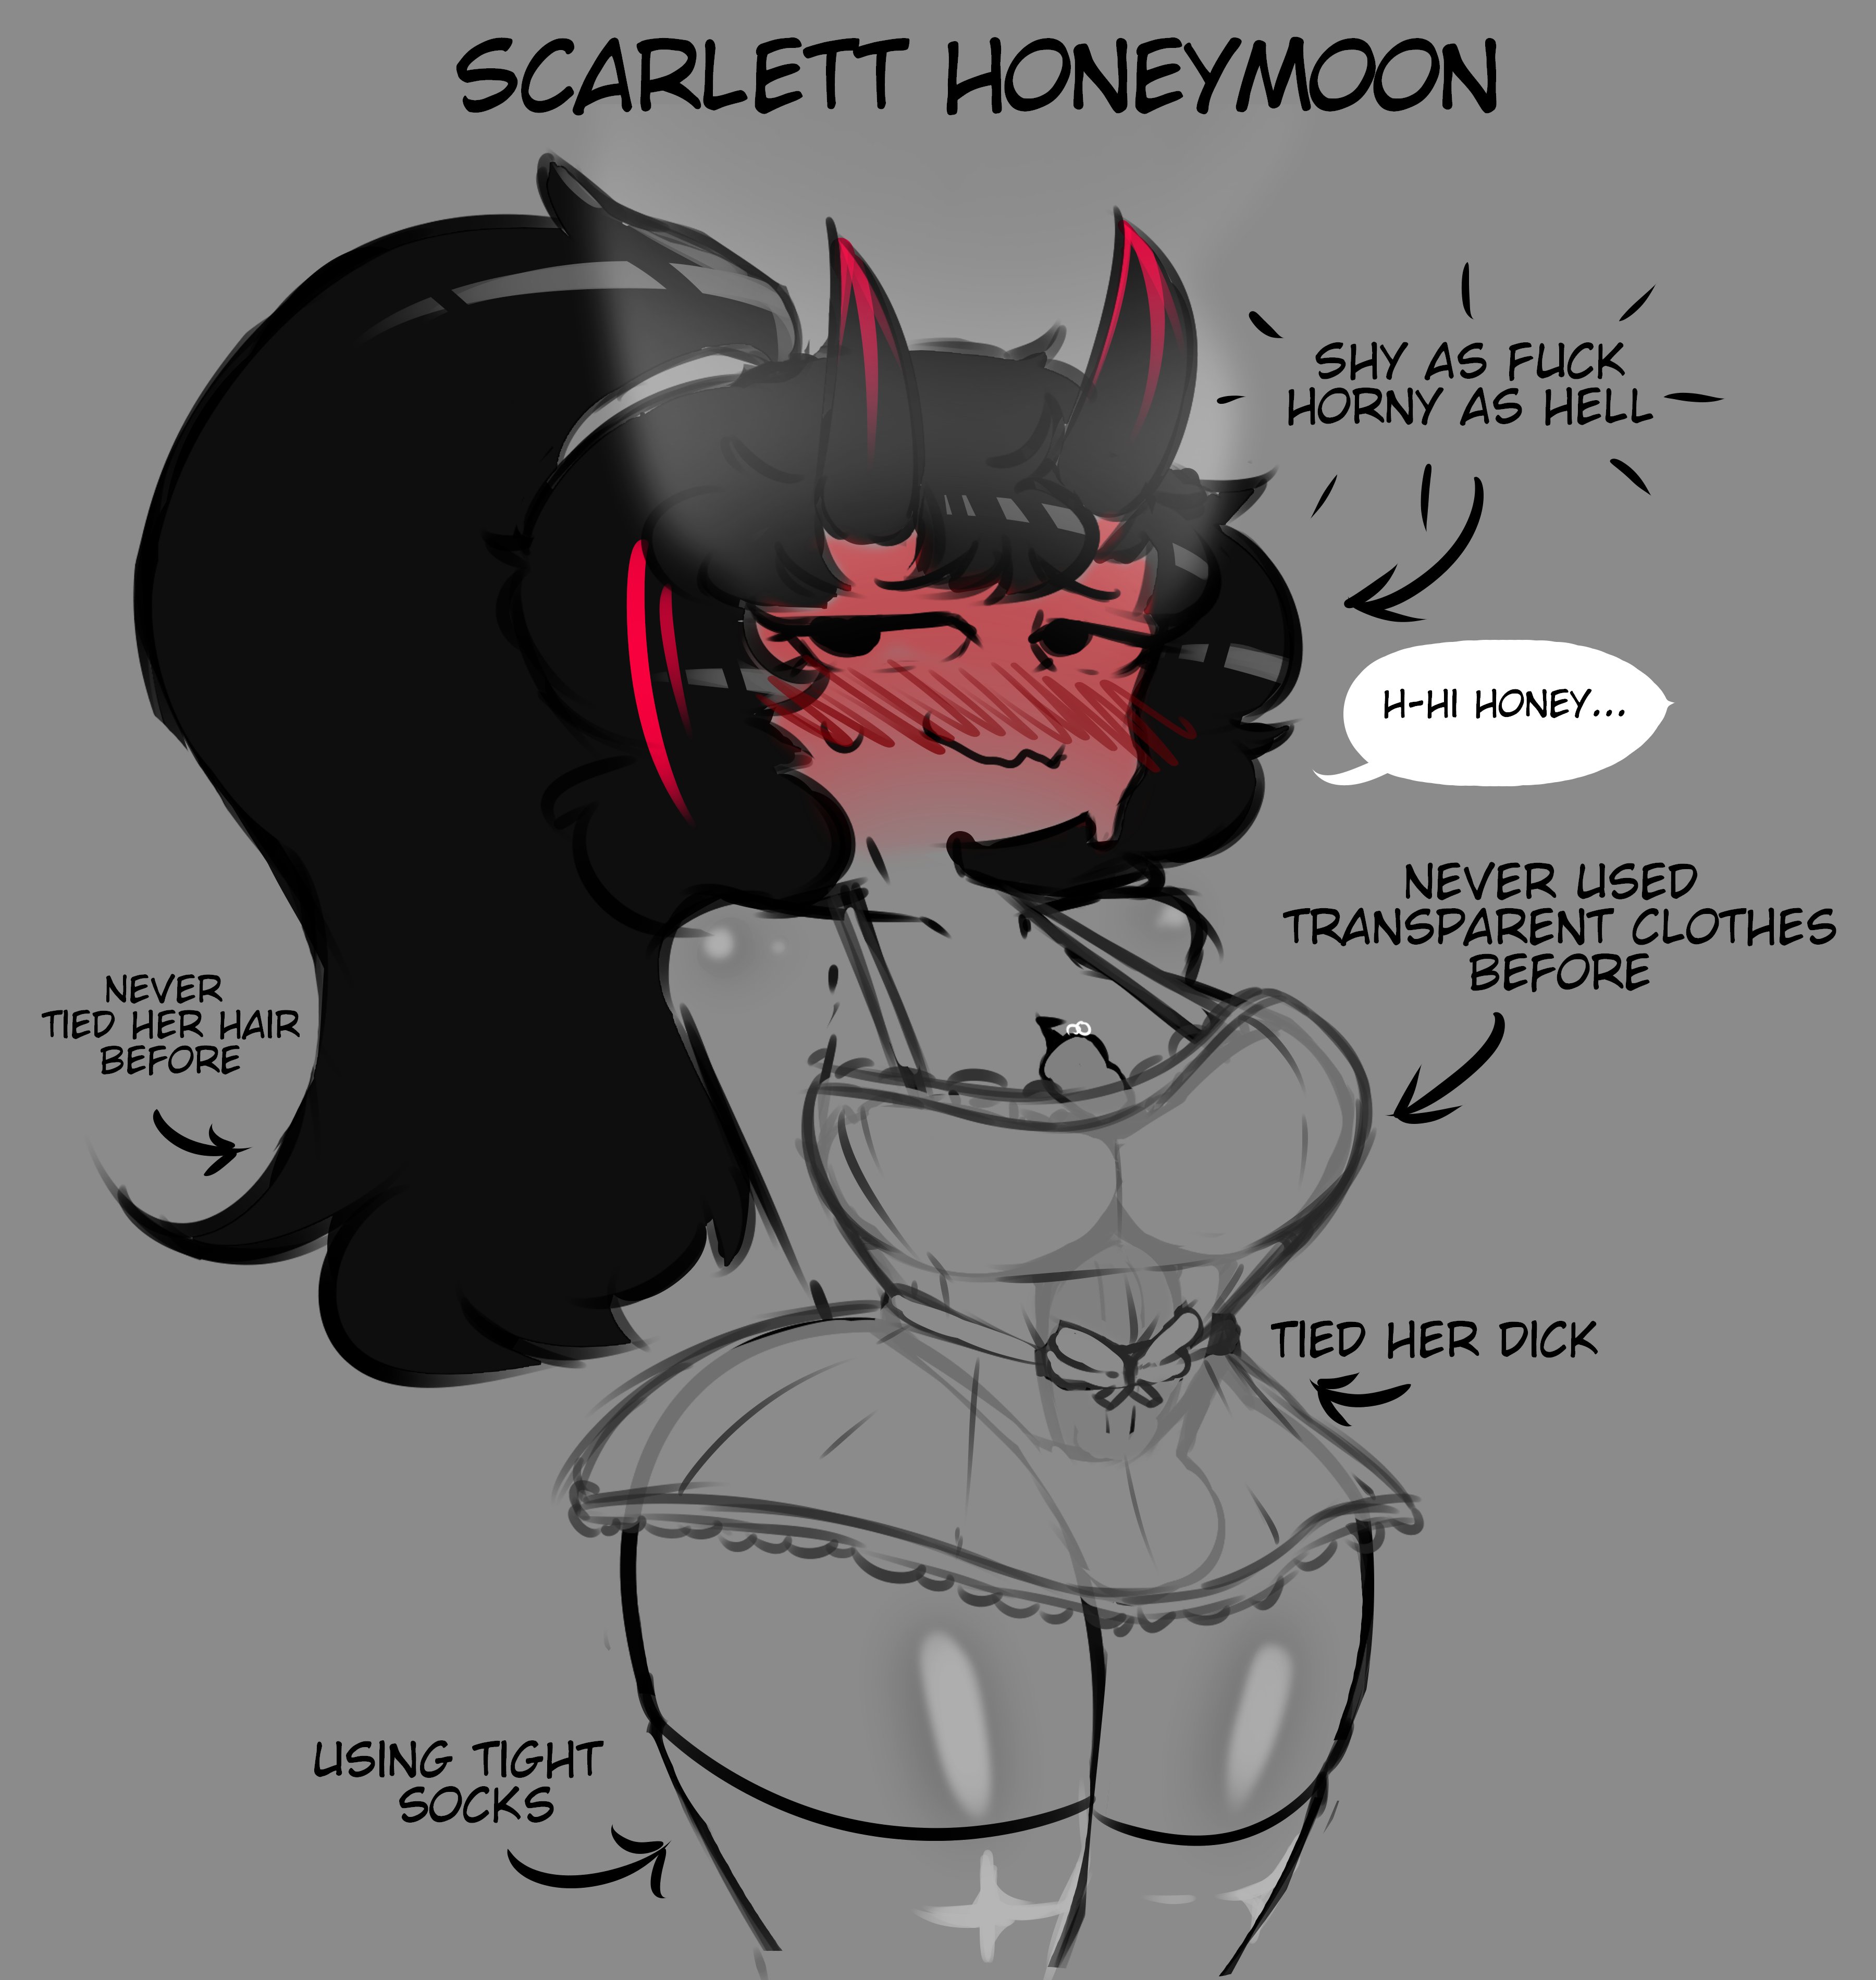 SCARLETT HONEYMOON
SHY AS FUCK
HORNY AS HELL
H-HI HONEY...
NEVER USED
TRANSPARENT CLOTHES
BEFORE
NEVER
TIED HER HAIR
BEFORE
TIED HER DICK
USING TIGHT
SOCKS